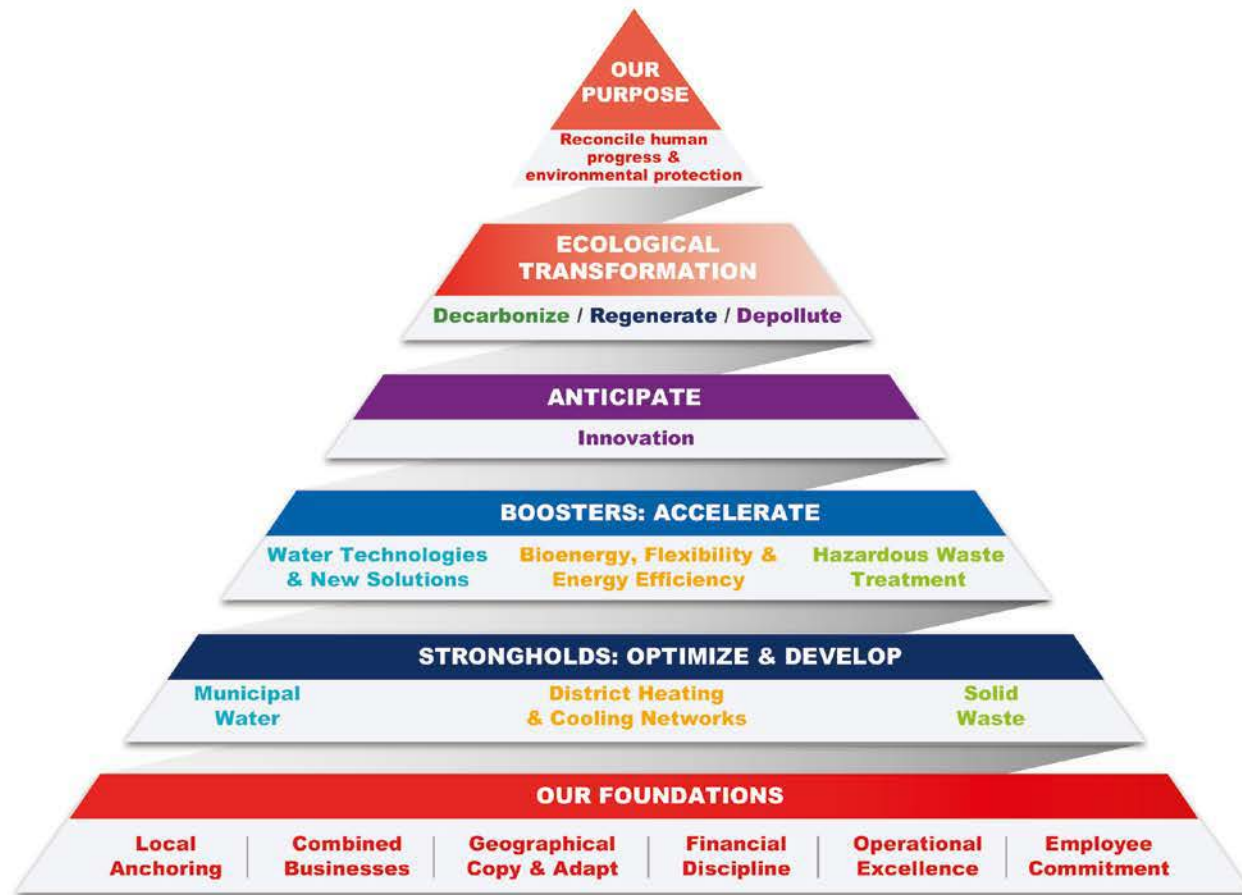 OUR
PURPOSE
Reconcile human
progress &
environmental protection
ECOLOGICAL
TRANSFORMATION
Decarbonize / Regenerate / Depollute
ANTICIPATE
Innovation
BOOSTERS: ACCELERATE
Water Technologies
& New Solutions
Bioenergy, Flexibility &
Energy Efficiency
Hazardous Waste
Treatment
STRONGHOLDS: OPTIMIZE & DEVELOP
Municipal
Water
District Heating
& Cooling Networks
Solid
Waste
OUR FOUNDATIONS
Local
Anchoring
Combined
Businesses
Geographical
Copy & Adapt
Financial
Discipline
Operational
Excellence
Employee
Commitment